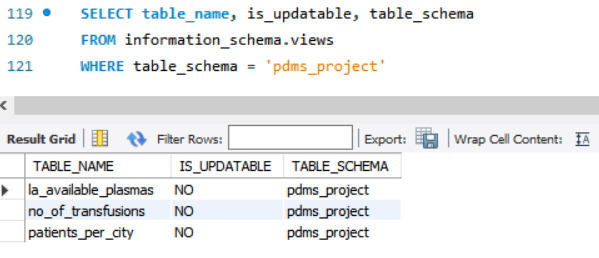 119 SELECT table_name, is_updatable, table_schema
120 FROM information_schema.views
121 WHERE table_schema = 'pdms_project'
Result Grid Filter Rows: Export: Wrap Cell Content: IA
TABLE_NAME IS_UPDATABLE TABLE_SCHEMA
la_available_plasmas NO pdms_project
no_of_transfusions NO pdms_project
patients_per_city NO pdms_project